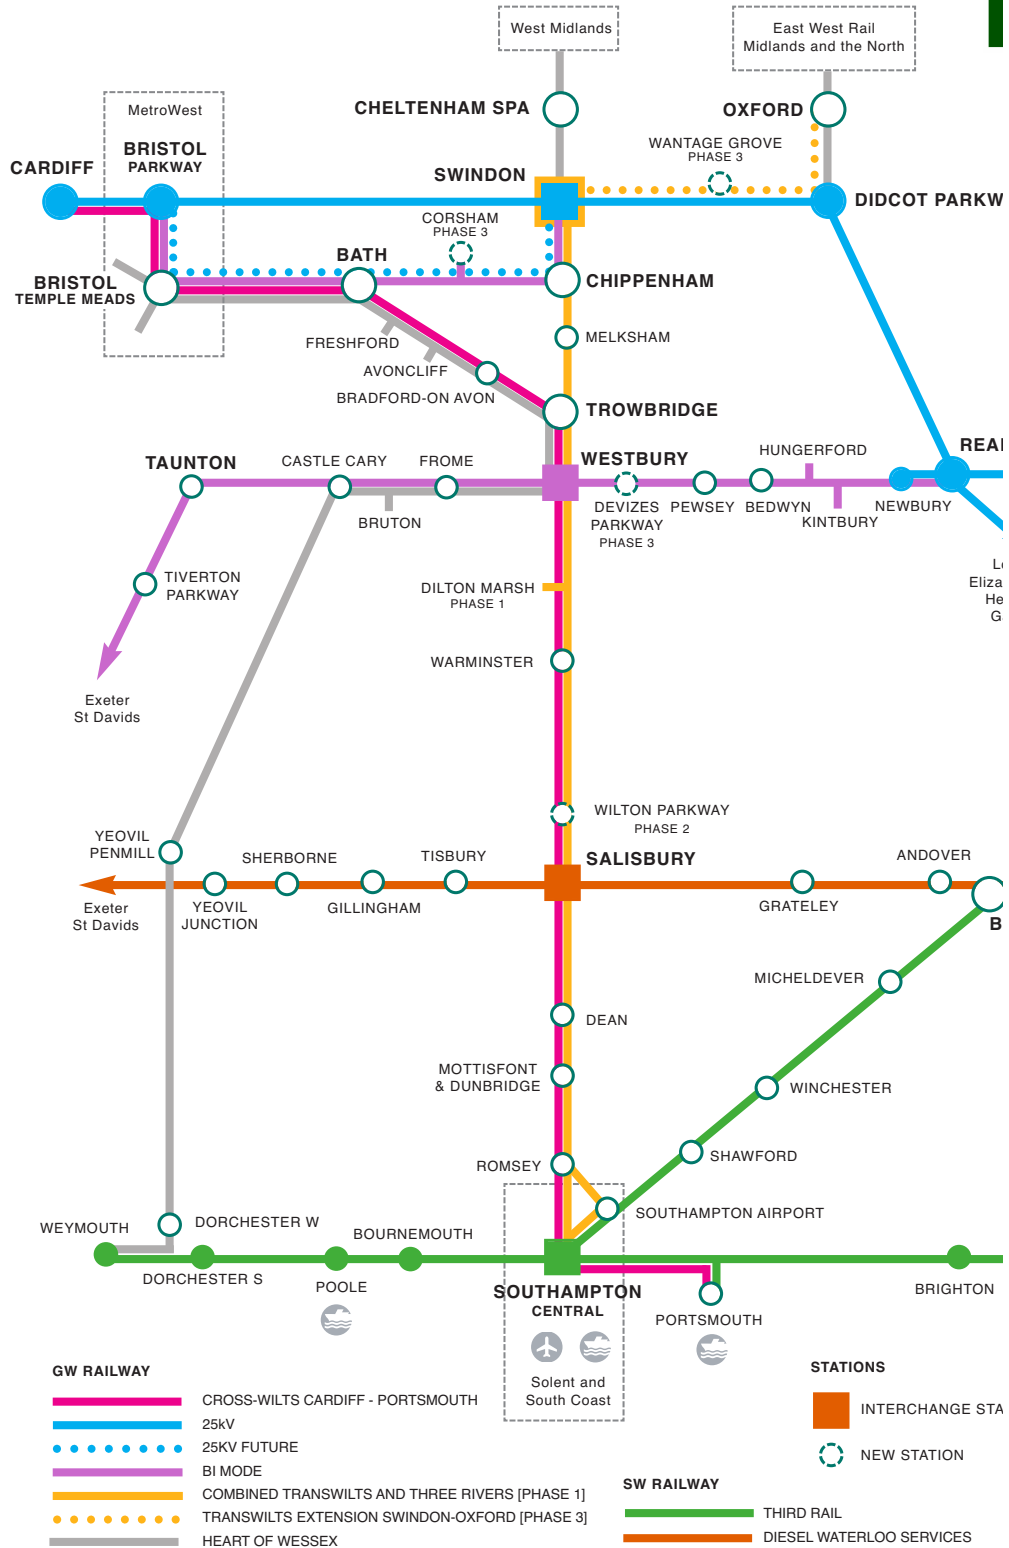 West Midlands
East West Rail
Midlands and the North
MetroWest
CHELTENHAM SPA
OXFORD
WANTAGE GROVE
PHASE 3
BRISTOL
PARKWAY
CARDIFF
SWINDON
DIDCOT PARKW
CORSHAM
PHASE 3
BATH
CHIPPENHAM
BRISTOL
TEMPLE MEADS
MELKSHAM
FRESHFORD
AVONCLIFF
BRADFORD-ON AVON
TROWBRIDGE
TAUNTON
CASTLE CARY
FROME
WESTBURY
HUNGERFORD
REA
BRUTON
DEVIZES
PARKWAY
PHASE 3
PEWSEY
BEDWYN
KINTBURY
NEWBURY
TIVERTON
PARKWAY
DILTON MARSH
PHASE 1
Eliza
He
G
WARMINSTER
Exeter
St Davids
WILTON PARKWAY
PHASE 2
YEOVIL
PENMILL
SHERBORNE
TISBURY
SALISBURY
ANDOVER
Exeter
St Davids
YEOVIL
JUNCTION
GILLINGHAM
GRATELEY
B
MICHELDEVER
DEAN
MOTTISFONT
& DUNBRIDGE
WINCHESTER
ROMSEY
SHAWFORD
SOUTHAMPTON AIRPORT
WEYMOUTH
DORCHESTER W
BOURNEMOUTH
DORCHESTER S
POOLE
SOUTHAMPTON
CENTRAL
PORTSMOUTH
BRIGHTON
Solent and
South Coast
GW RAILWAY
CROSS-WILTS CARDIFF - PORTSMOUTH
25kV
25KV FUTURE
BI MODE
COMBINED TRANSWILTS AND THREE RIVERS [PHASE 1]
TRANSWILTS EXTENSION SWINDON-OXFORD [PHASE 3]
HEART OF WESSEX
STATIONS
INTERCHANGE STA
NEW STATION
SW RAILWAY
THIRD RAIL
DIESEL WATERLOO SERVICES